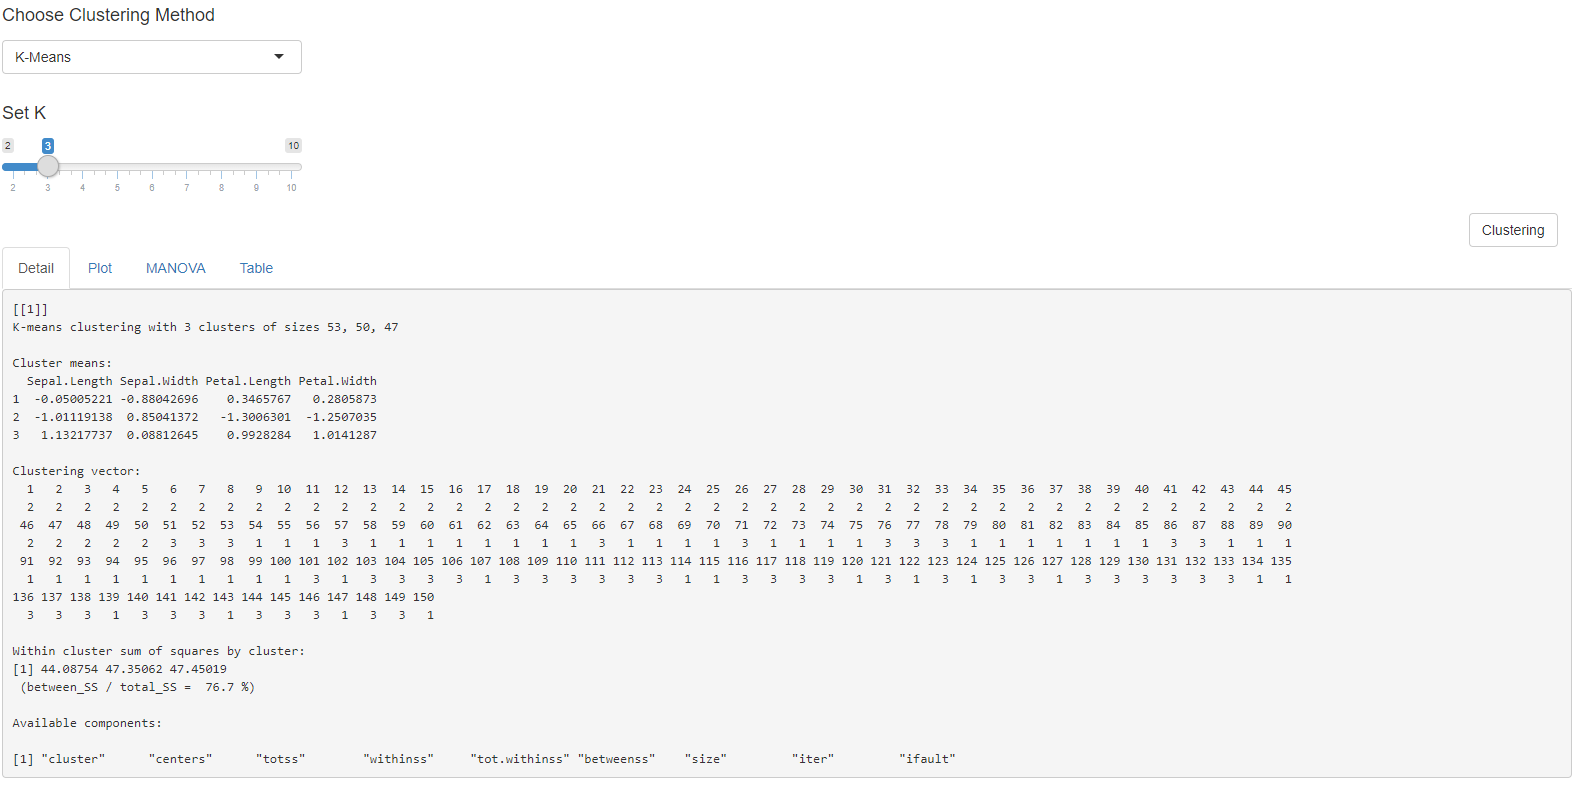 Choose Clustering Method
K-Means
Set K
2 3 10
2 3 4 5 6 7 8 9 10
Clustering
Detail Plot MANOVA Table
[[1]]
K-means clustering with 3 clusters of sizes 53, 50, 47
Cluster means:
Sepal.Length Sepal.Width Petal.Length Petal.Width
1 -0.05005221 -0.88042696 0.3465767 0.2805873
2 -1.01119138 0.85041372 -1.3006301 -1.2507035
3 1.13217737 0.08812645 0.9928284 1.0141287
Clustering vector:
1 2 3 4 5 6 7 8 9 10 11 12 13 14 15 16 17 18 19 20 21 22 23 24 25 26 27 28 29 30 31 32 33 34 35 36 37 38 39 40 41 42 43 44 45
2 2 2 2 2 2 2 2 2 2 2 2 2 2 2 2 2 2 2 2 2 2 2 2 2 2 2 2 2 2 2 2 2 2 2 2 2 2 2 2 2 2 2 2 2
46 47 48 49 50 51 52 53 54 55 56 57 58 59 60 61 62 63 64 65 66 67 68 69 70 71 72 73 74 75 76 77 78 79 80 81 82 83 84 85 86 87 88 89 90
2 2 2 2 2 3 3 3 1 1 1 3 1 1 1 1 1 1 1 1 3 1 1 1 1 3 1 1 1 1 3 3 3 1 1 1 1 1 1 1 3 3 1 1 1
91 92 93 94 95 96 97 98 99 100 101 102 103 104 105 106 107 108 109 110 111 112 113 114 115 116 117 118 119 120 121 122 123 124 125 126 127 128 129 130 131 132 133 134 135
1 1 1 1 1 1 1 1 1 1 3 1 3 3 3 3 1 3 3 3 3 3 3 1 1 3 3 3 3 1 3 1 3 1 3 3 1 3 3 3 3 3 3 1 1
136 137 138 139 140 141 142 143 144 145 146 147 148 149 150
3 3 3 1 3 3 3 1 3 3 3 1 3 3 1
Within cluster sum of squares by cluster:
[1] 44.08754 47.35062 47.45019
(between_SS / total_SS = 76.7 %)
Available components:
[1] "cluster" "centers" "totss" "withinss" "tot.withinss" "betweenss" "size" "iter" "ifault"